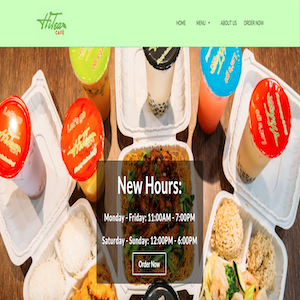 HiTea
CAFÉ
HOME MENU ABOUT US ORDER NOW
New Hours:
Monday - Friday: 11:00AM - 7:00PM
Saturday - Sunday: 12:00PM - 6:00PM
Order Now